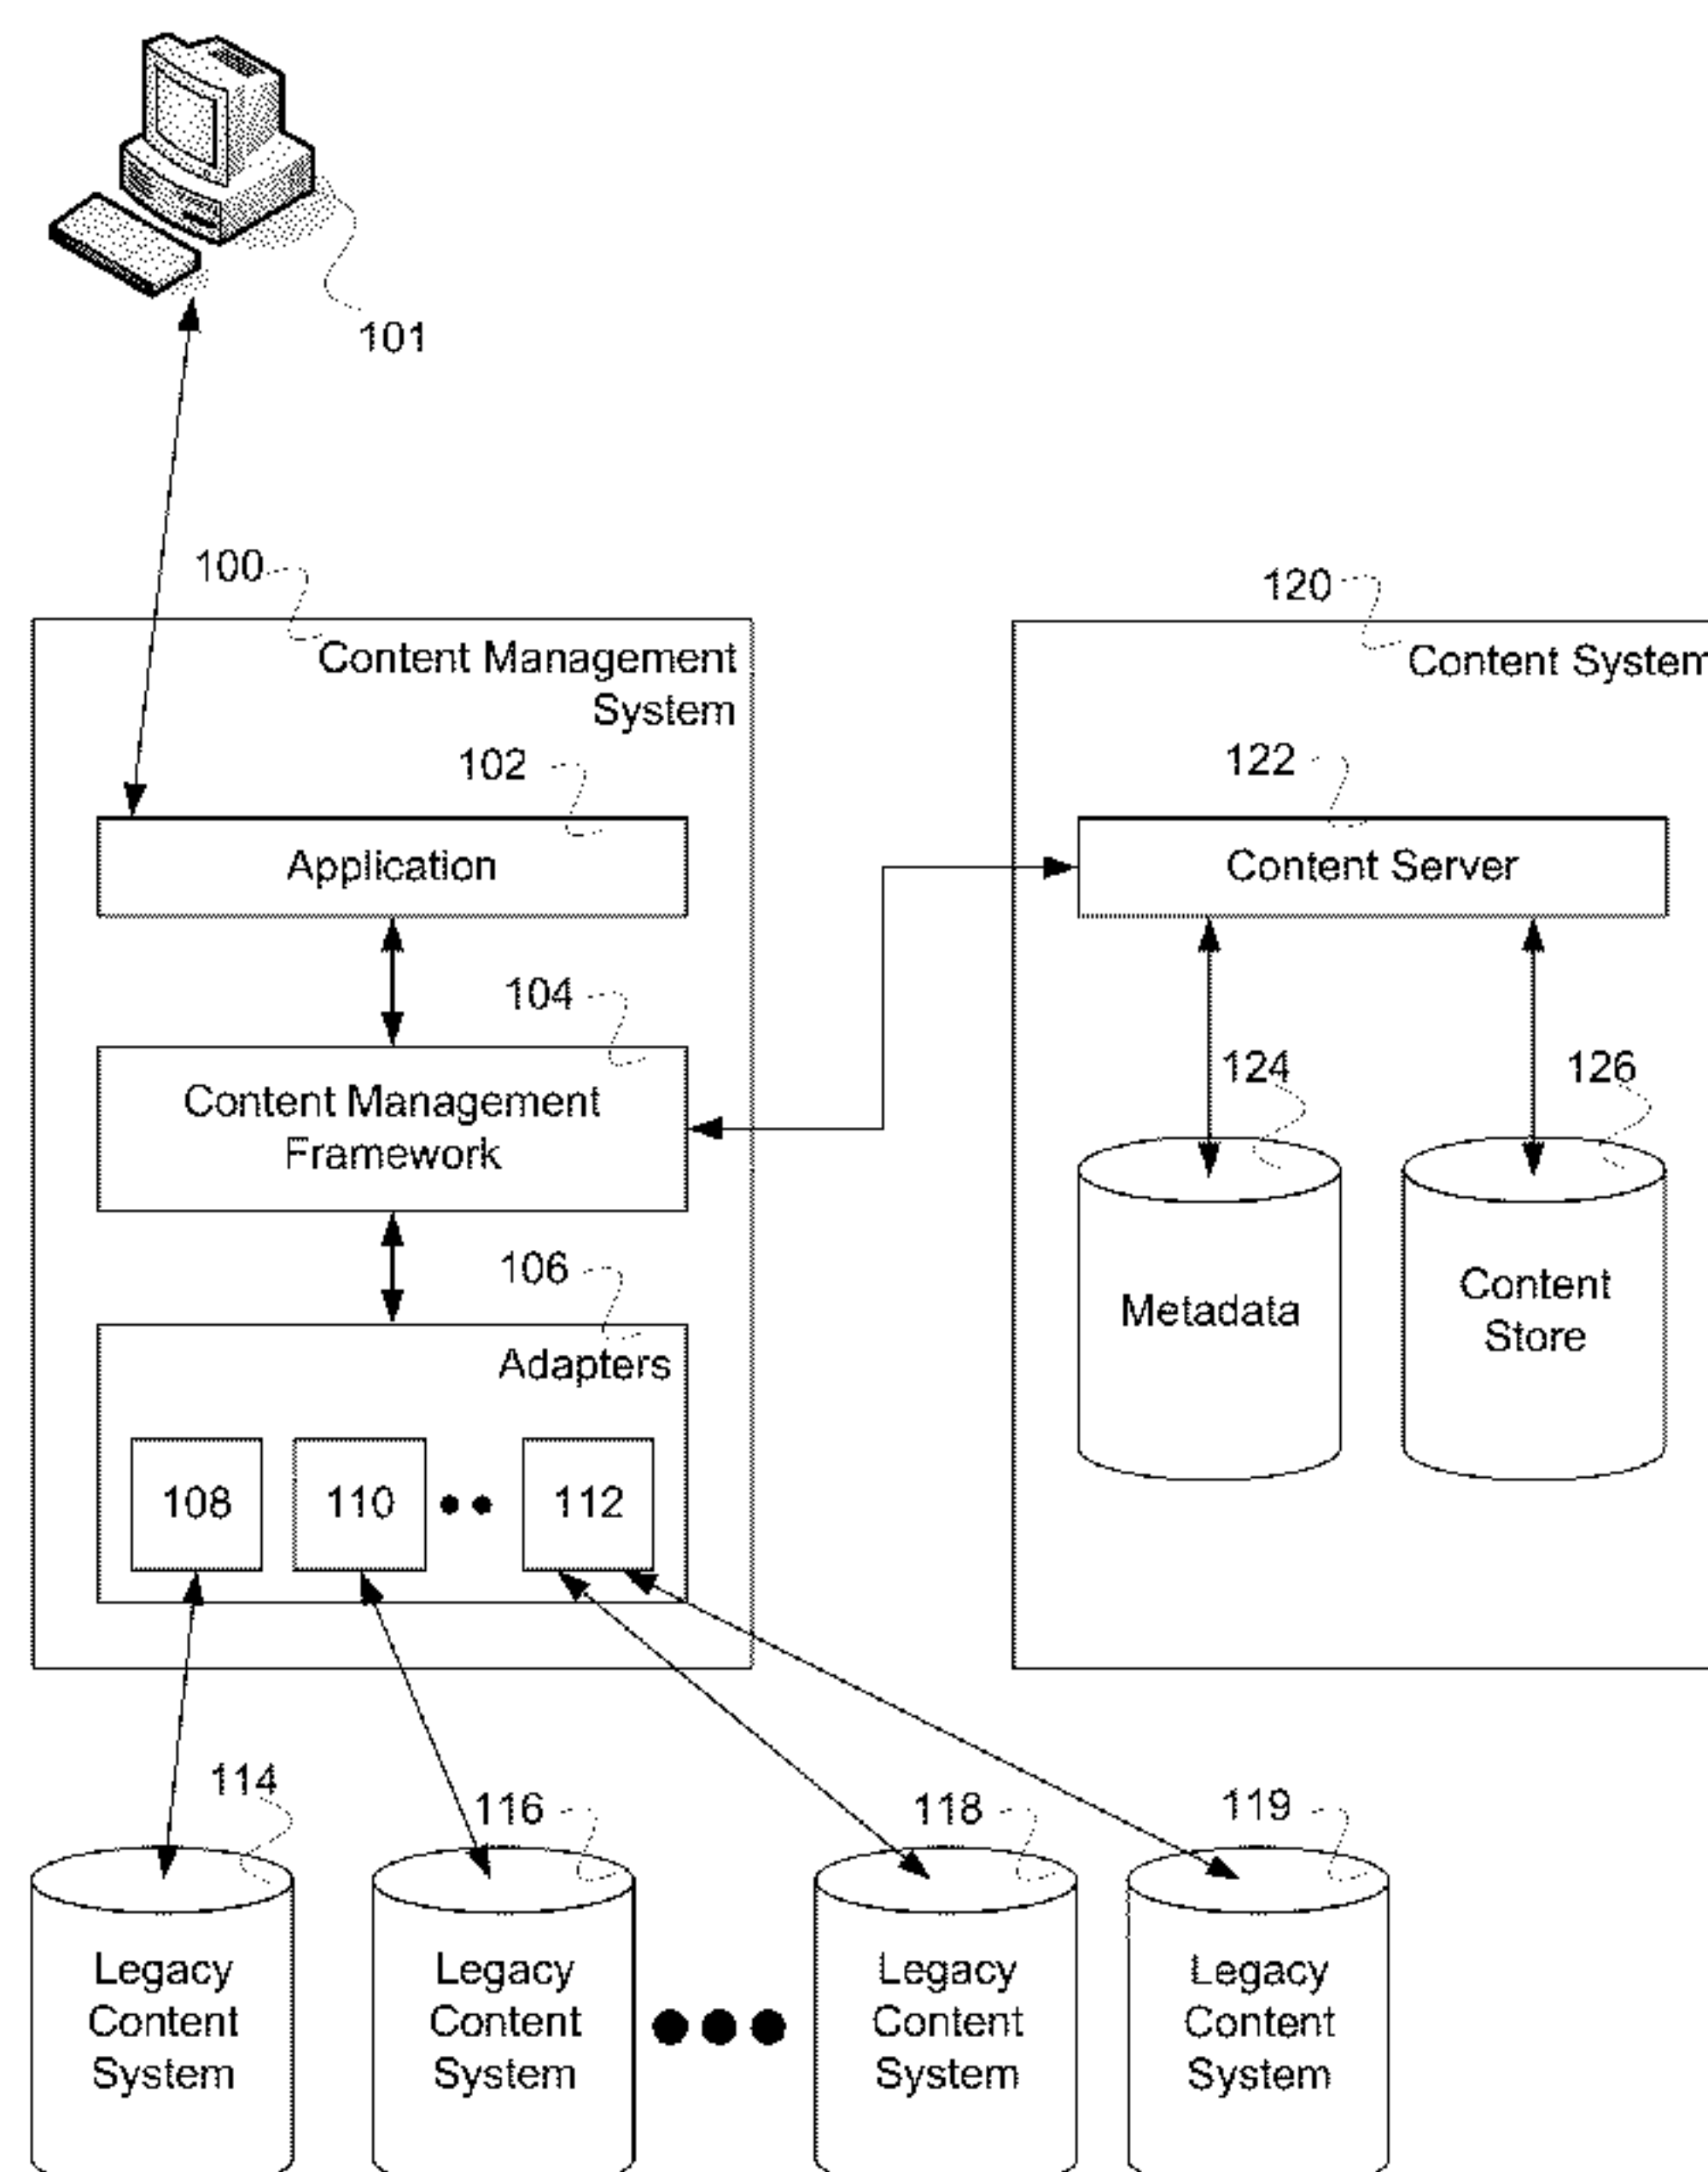 101
100
Content Management
System
102
Application
104
Content Management
Framework
106
Adapters
108
110
112
120
Content System
122
Content Server
124
126
Metadata
Content
Store
114
116
118
119
Legacy
Content
System
Legacy
Content
System
Legacy
Content
System
Legacy
Content
System